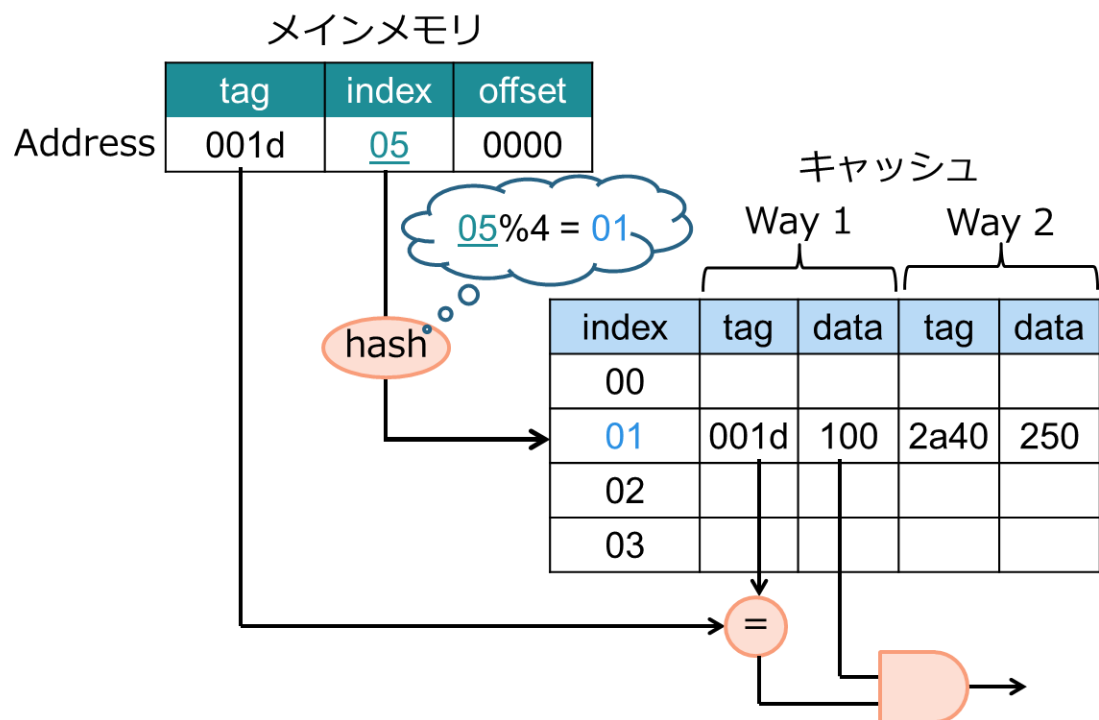 メインメモリ
tag index offset
Address 001d 05 0000
05%4 = 01
hash
キャッシュ
Way 1 Way 2
index tag data tag data
00
01 001d 100 2a40 250
02
03
=